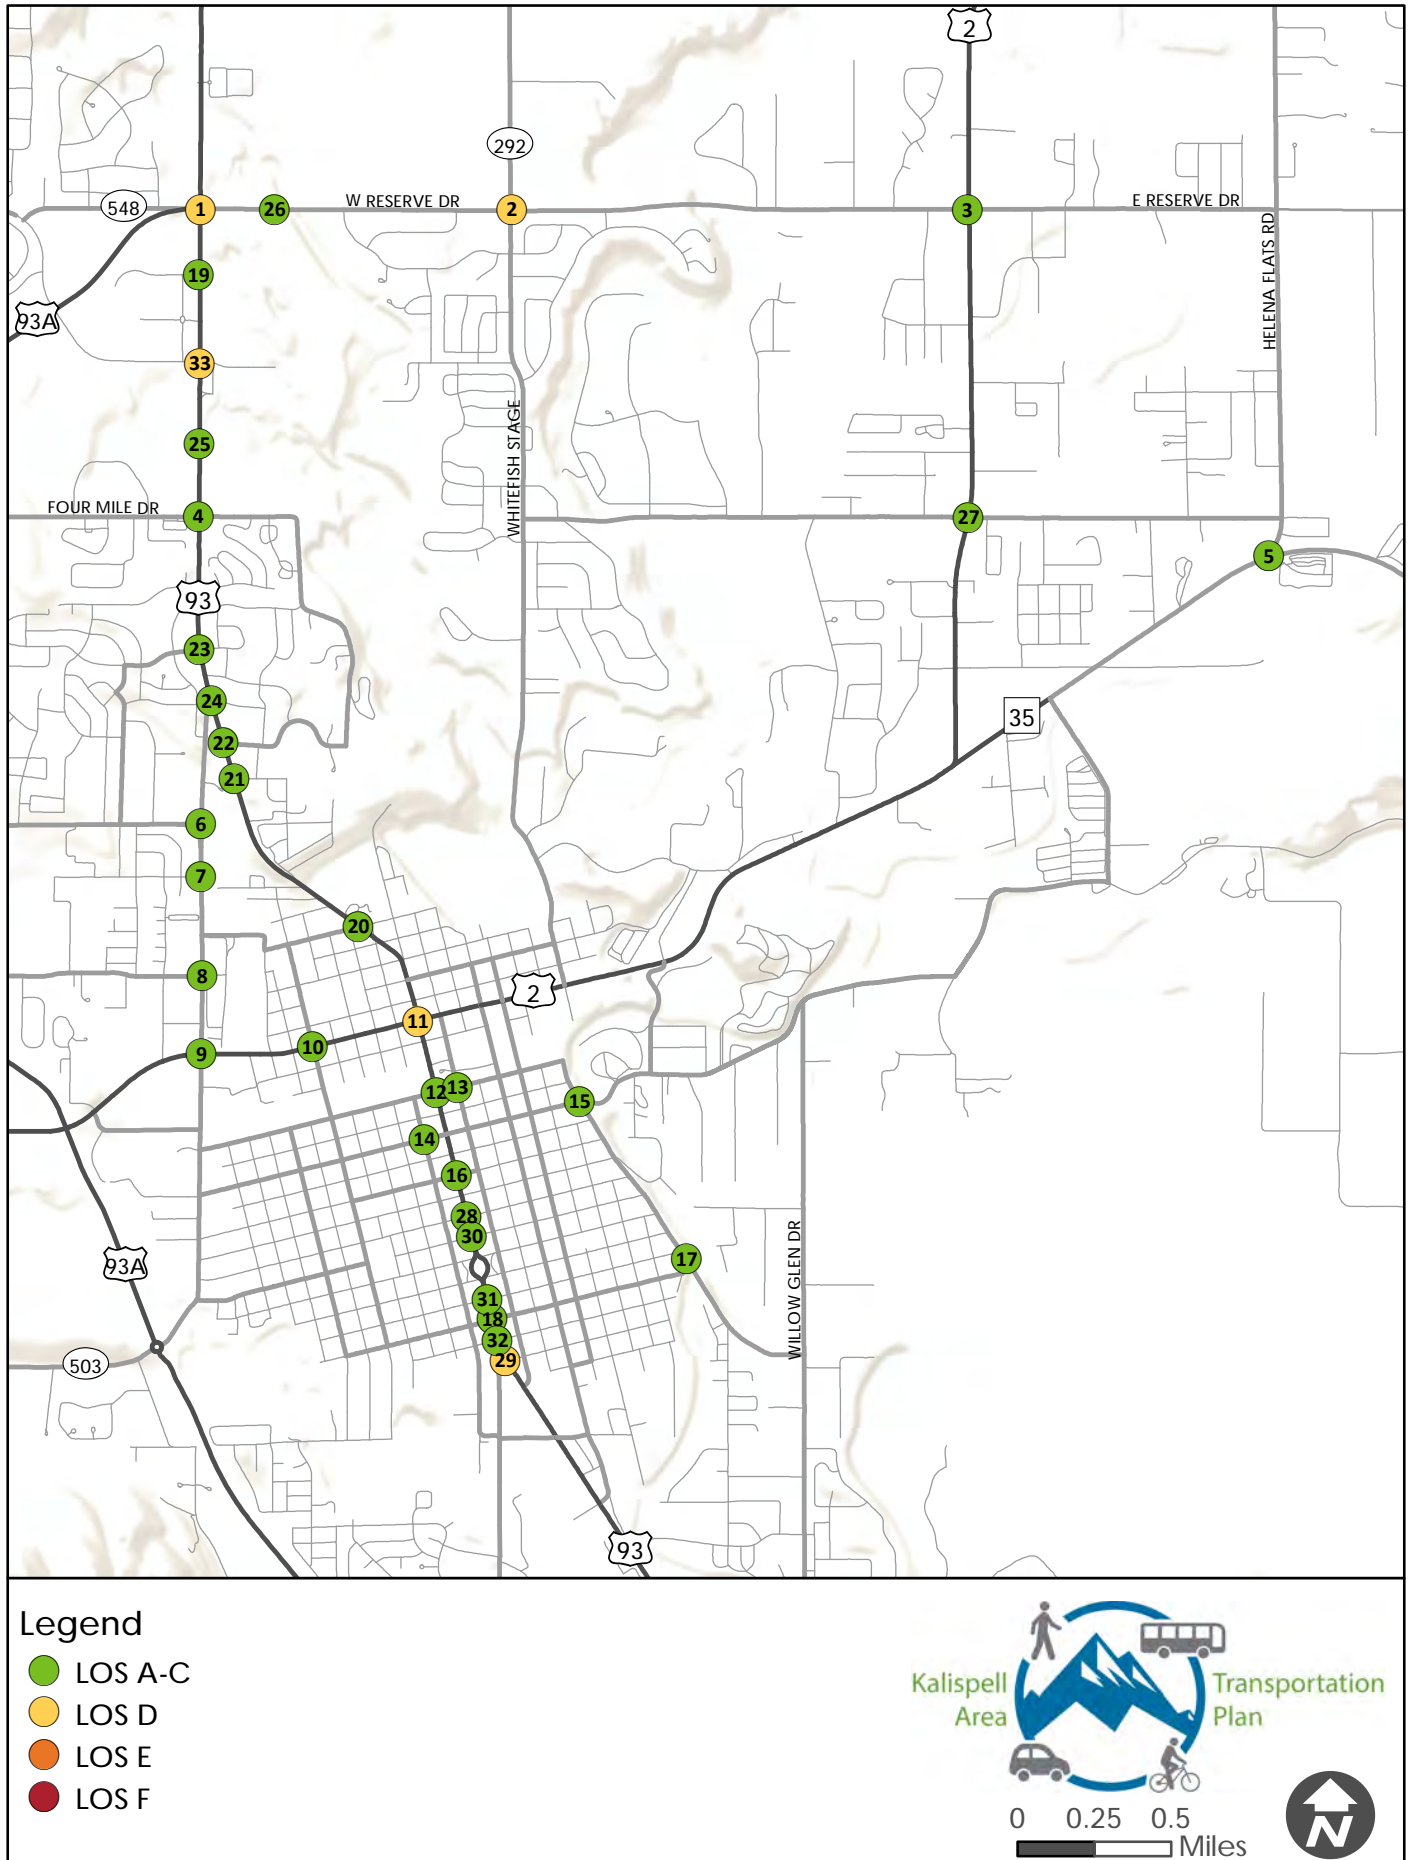 2
292
548
1
26
W RESERVE DR
2
3
E RESERVE DR
HELENA FLATS RD
19
93A
33
WHITEFISH STAGE
25
FOUR MILE DR
4
27
5
93
23
24
35
22
21
6
7
20
8
2
11
10
9
12
13
15
14
16
28
30
17
WILLOW GLEN DR
93A
31
18
32
29
503
93
Legend
LOS A-C
LOS D
LOS E
LOS F
Kalispell
Area
Transportation
Plan
0 0.25 0.5
Miles
N